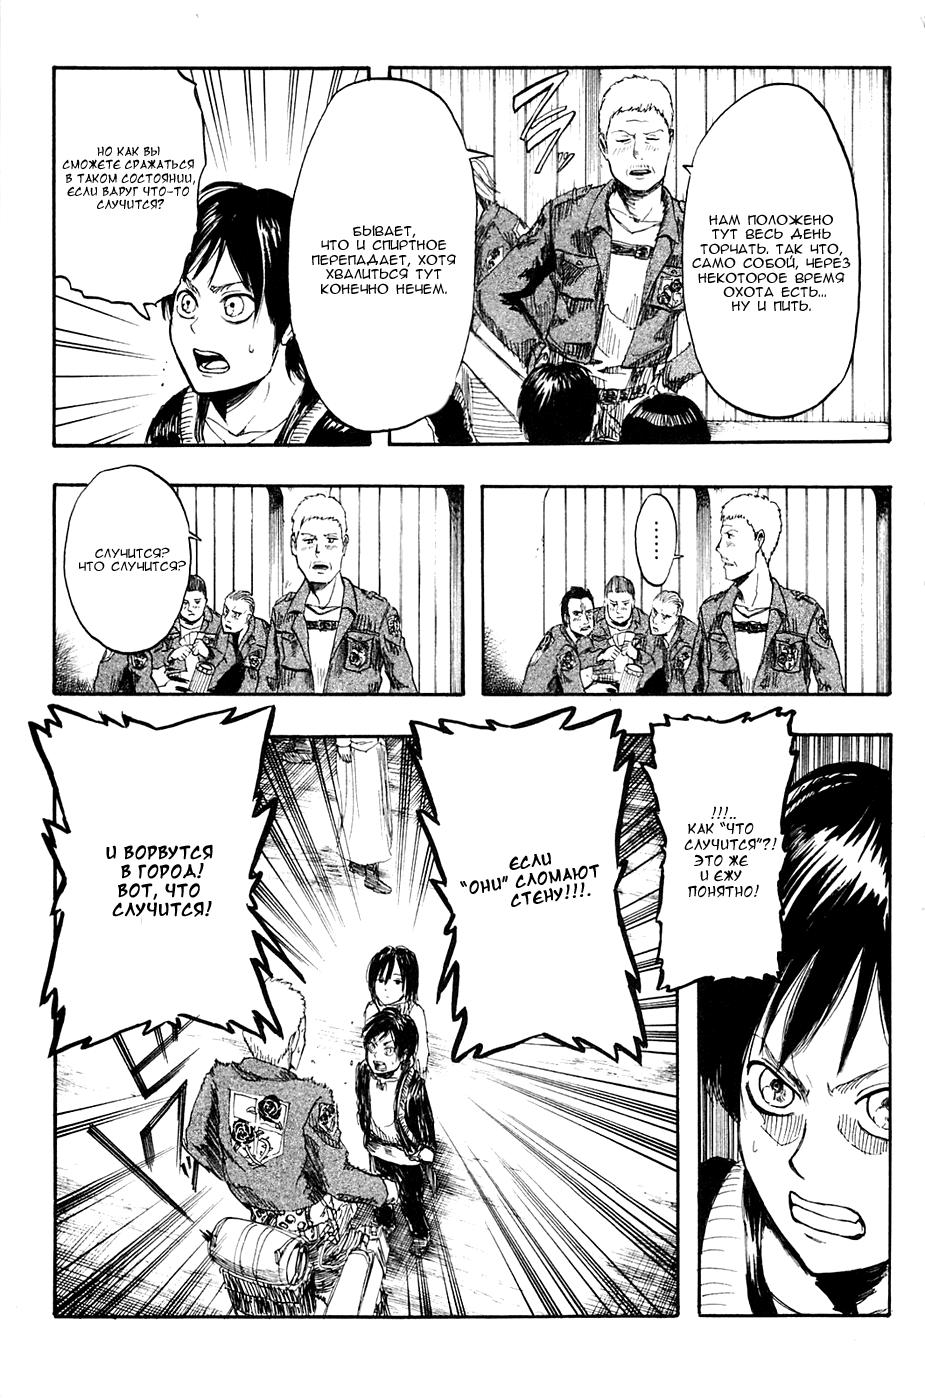 НАМ ПОЛОЖЕНО
ТУТ ВЕСЬ ДЕНЬ
ТОРЧАТЬ. ТАК ЧТО,
САМО СОБОЙ, ЧЕРЕЗ
НЕКОТОРОЕ ВРЕМЯ
ОХОТА ЕСТЬ...
НУ И ПИТЬ.
БЫВАЕТ,
ЧТО И СПИРТНОЕ
ПЕРЕПАДАЕТ, ХОТЯ
ХВАЛИТЬСЯ ТУТ
КОНЕЧНО НЕЧЕМ.
НО КАК ВЫ
СМОЖЕТЕ СРАЖАТЬСЯ
В ТАКОМ СОСТОЯНИИ,
ЕСЛИ ВДРУГ ЧТО-ТО
СЛУЧИТСЯ?
......
СЛУЧИТСЯ?
ЧТО СЛУЧИТСЯ?
!!!..
КАК "ЧТО
СЛУЧИТСЯ"?!
ЭТО ЖЕ
И ЕЖУ
ПОНЯТНО!
ЕСЛИ
"ОНИ" СЛОМАЮТ
СТЕНУ!!!.
И ВОРВУТСЯ
В ГОРОД!
ВОТ, ЧТО
СЛУЧИТСЯ!